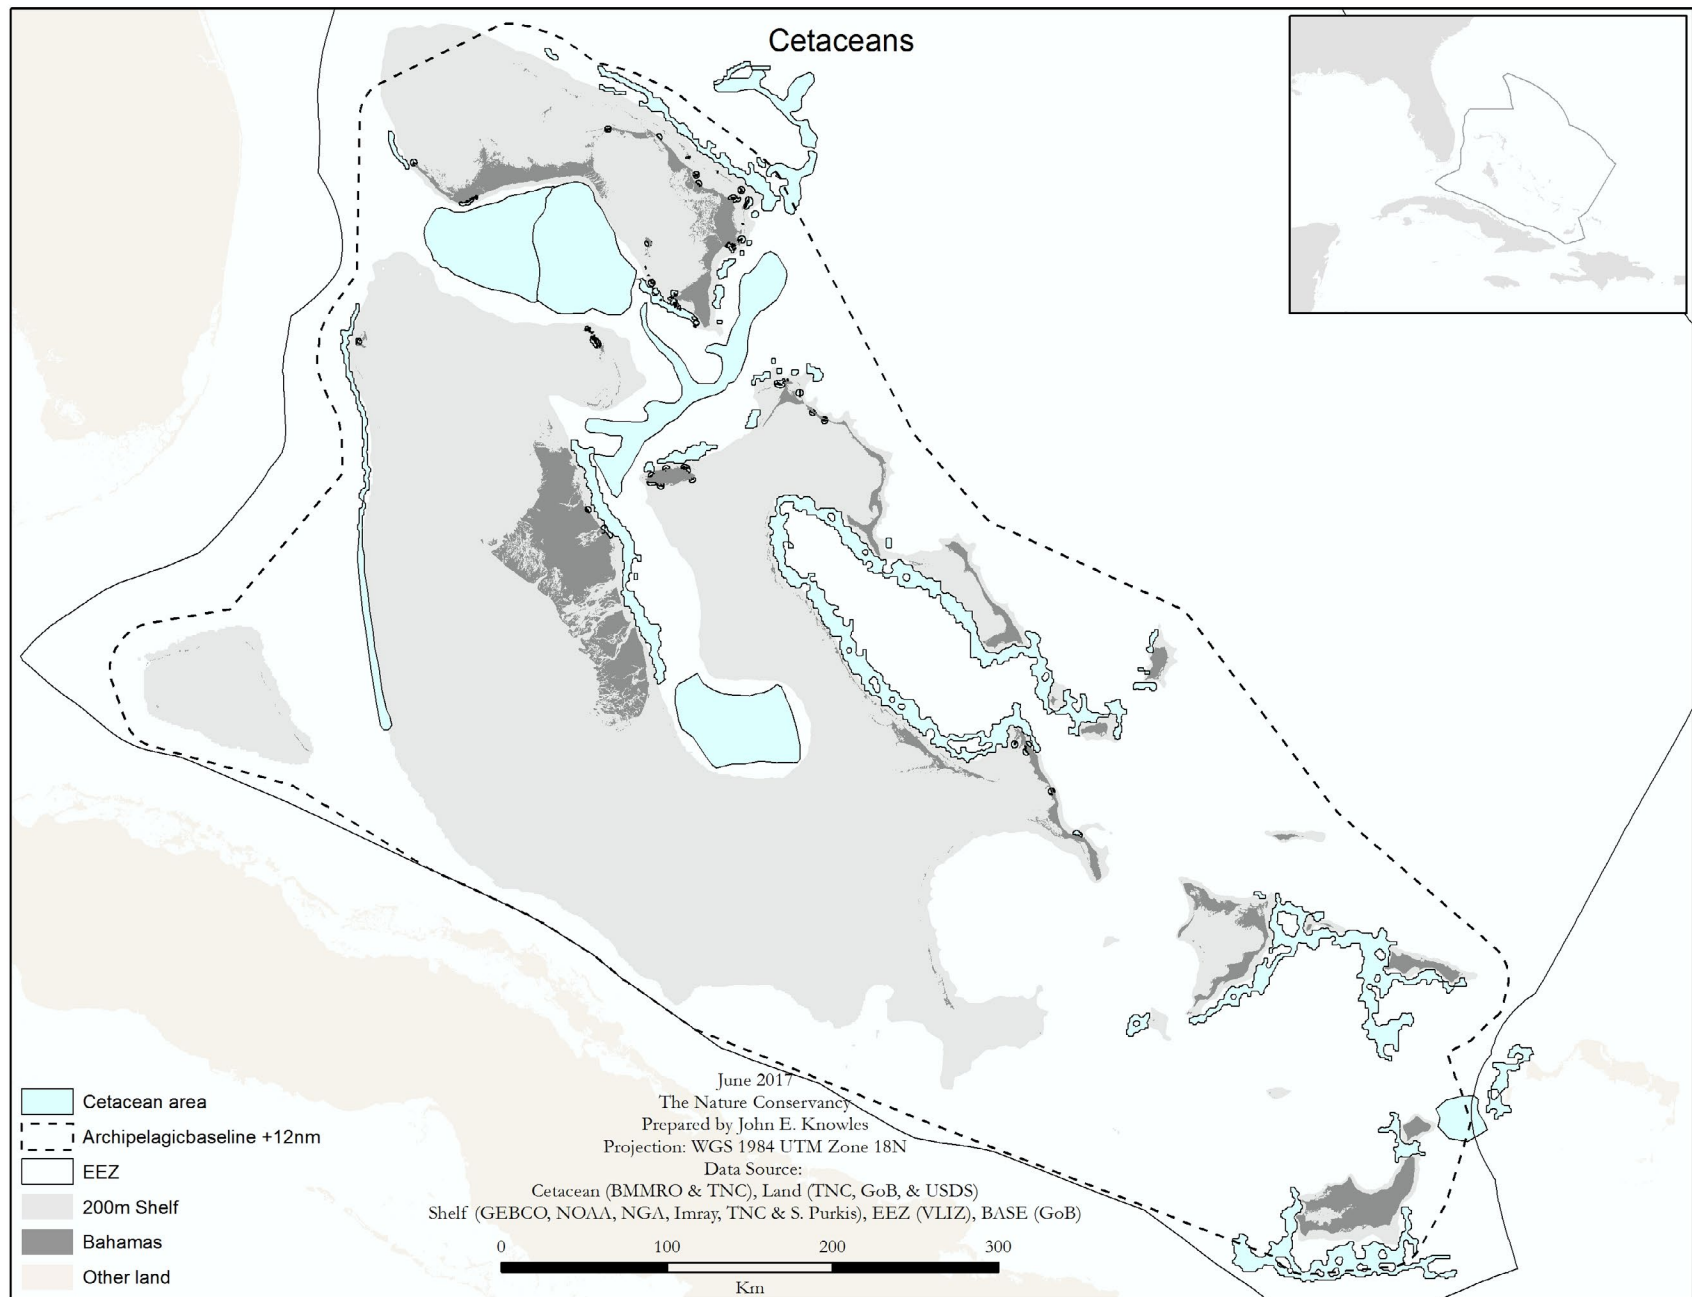 Cetaceans
Cetacean area
Archipelagicbaseline +12nm
EEZ
200m Shelf
Bahamas
Other land
June 2017
The Nature Conservancy
Prepared by John E. Knowles
Projection: WGS 1984 UTM Zone 18N
Data Source:
Cetacean (BMMRO & TNC), Land (TNC, GoB, & USDS)
Shelf (GEBCO, NOAA, NGA, Imray, TNC & S. Purkis), EEZ (VLIZ), BASE (GoB)
0 100 200 300
Km